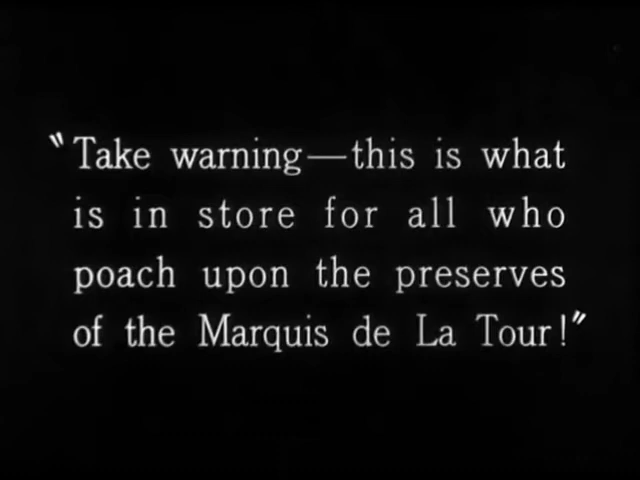 "Take warning—this is what
is in store for all who
poach upon the preserves
of the Marquis de La Tour!"